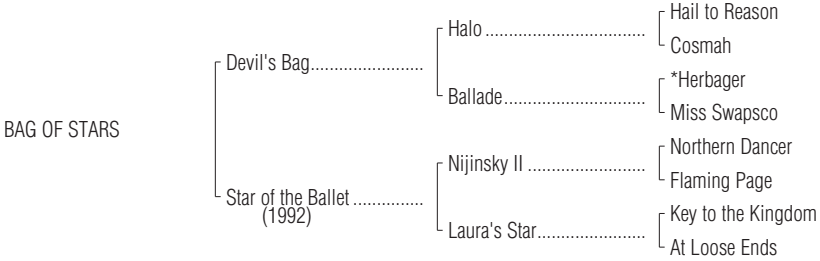 Hail to Reason
Halo ..................................
Cosmah
Devil's Bag........................
*Herbager
Ballade..............................
Miss Swapsco
BAG OF STARS
Northern Dancer
Nijinsky II .........................
Flaming Page
Star of the Ballet ...............
(1992)
Key to the Kingdom
Laura's Star.......................
At Loose Ends